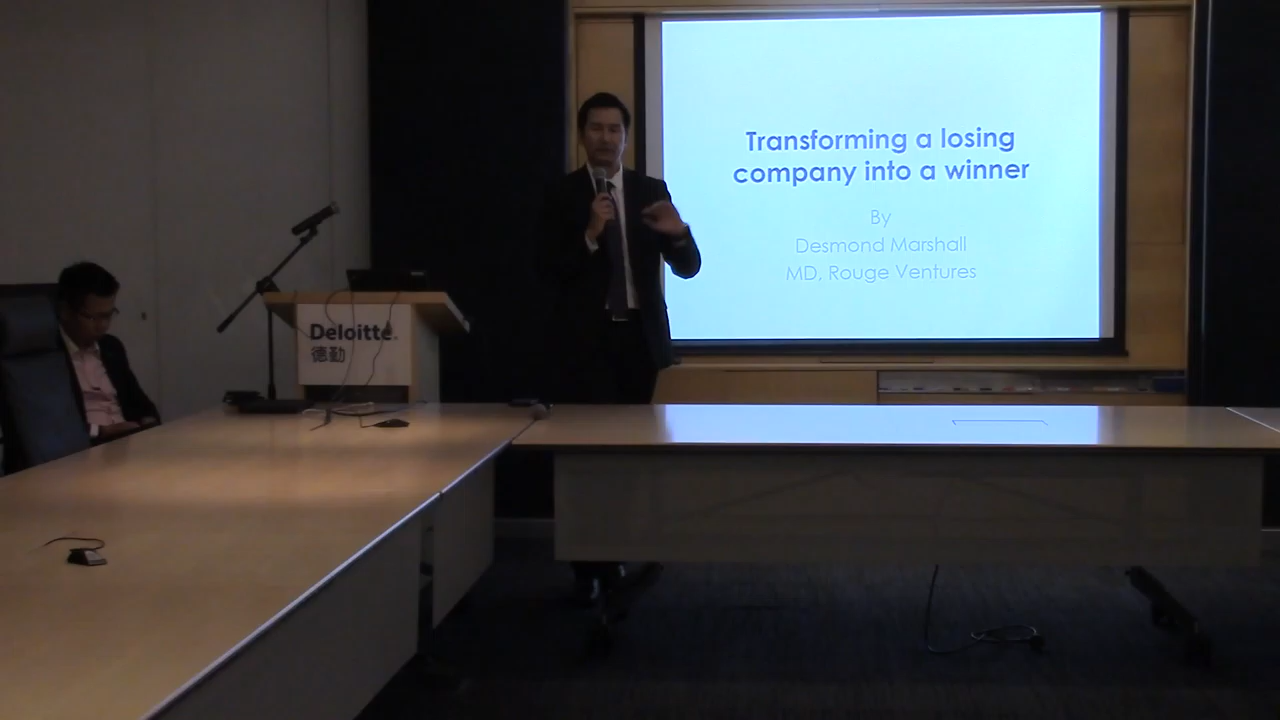 Transforming a losing
company into a winner
By
Desmond Marshall
MD, Rouge Ventures
Deloitte.
德勤